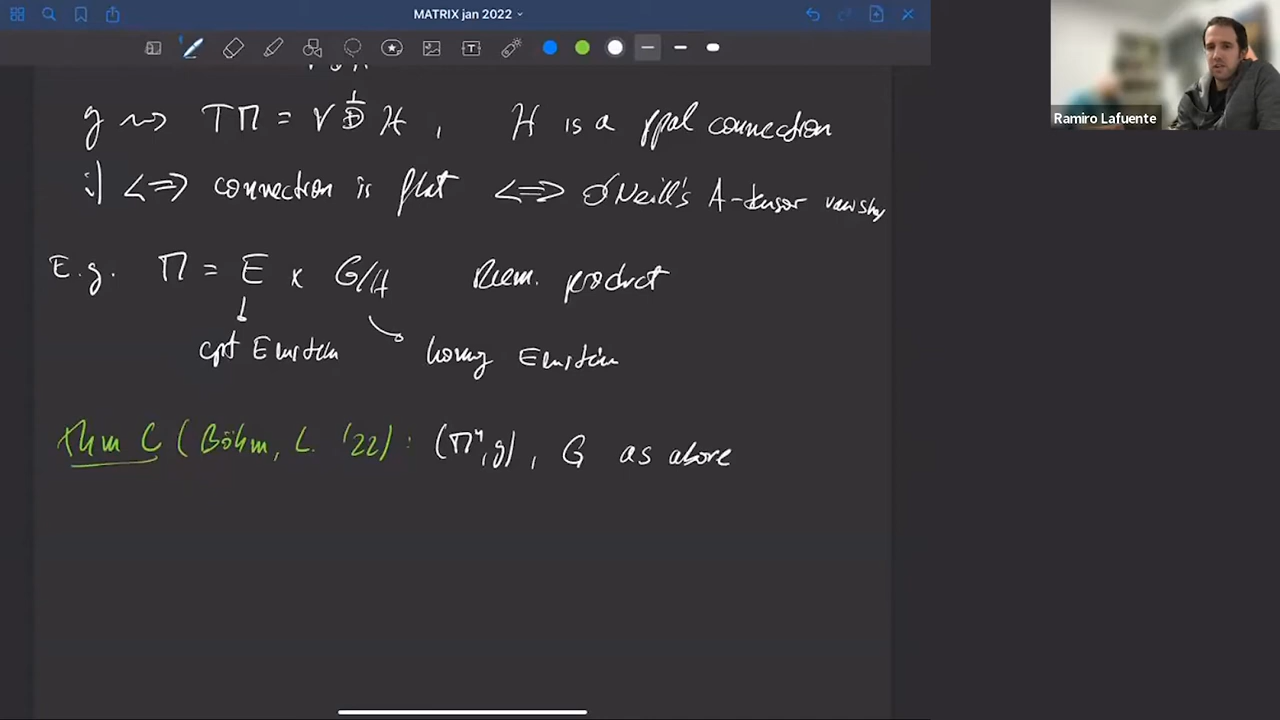 MATRIX jan 2022
g ⇝ TM = V ⊕⊥ H, H is a ppal connection
i) <=> connection is flat <=> O'Neill's A-tensor vanishes
E.g. M = E x G/H Riem. product
cpt Einstein homog Einstein
Thm C (Böhm, L. '22): (Mⁿ, g), G as above
Ramiro Lafuente